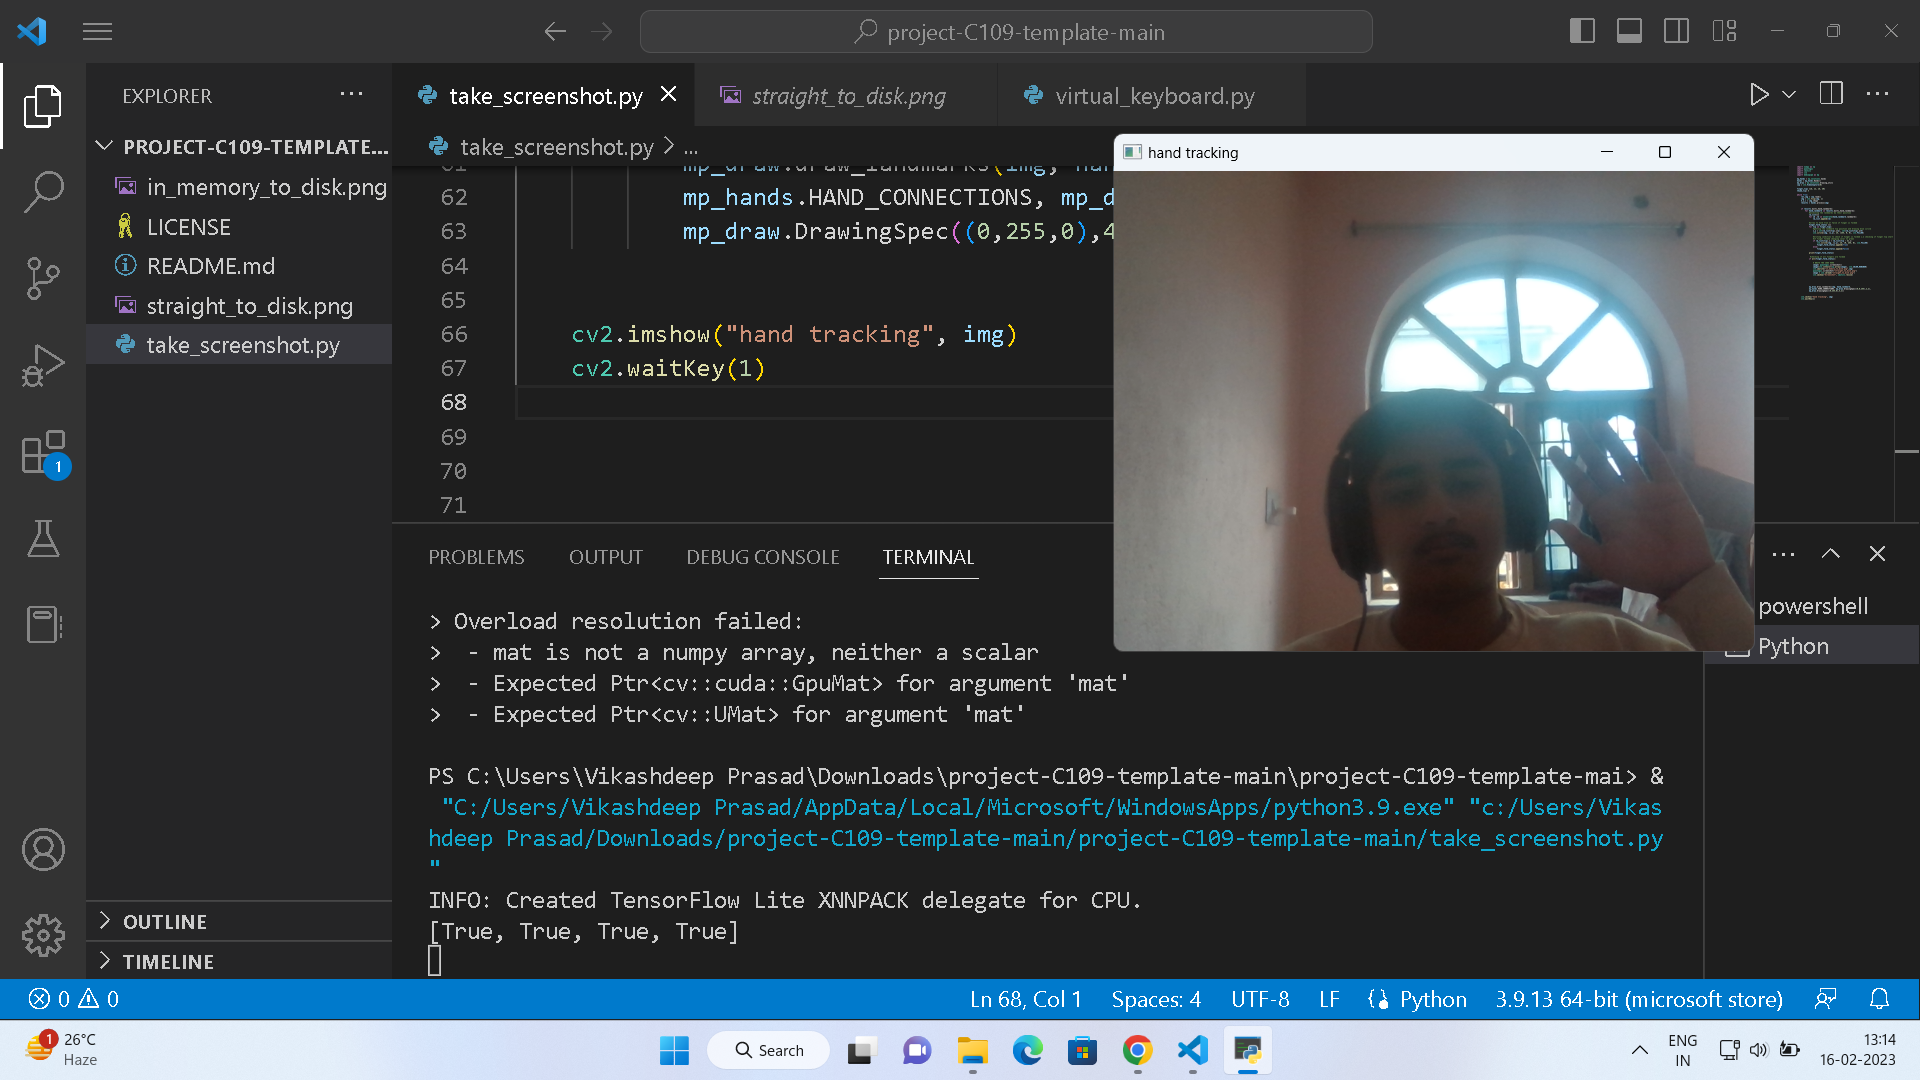 project-C109-template-main
EXPLORER
PROJECT-C109-TEMPLATE...
in_memory_to_disk.png
LICENSE
README.md
straight_to_disk.png
take_screenshot.py
OUTLINE
TIMELINE
1
take_screenshot.py
straight_to_disk.png
virtual_keyboard.py
take_screenshot.py > ...
62 mp_hands.HAND_CONNECTIONS, mp_d
63 mp_draw.DrawingSpec((0,255,0),4
64
65
66 cv2.imshow("hand tracking", img)
67 cv2.waitKey(1)
68
69
70
71
hand tracking
PROBLEMS OUTPUT DEBUG CONSOLE TERMINAL
> Overload resolution failed:
> - mat is not a numpy array, neither a scalar
> - Expected Ptr<cv::cuda::GpuMat> for argument 'mat'
> - Expected Ptr<cv::UMat> for argument 'mat'
PS C:\Users\Vikashdeep Prasad\Downloads\project-C109-template-main\project-C109-template-mai> &
"C:/Users/Vikashdeep Prasad/AppData/Local/Microsoft/WindowsApps/python3.9.exe" "c:/Users/Vikas
hdeep Prasad/Downloads/project-C109-template-main/project-C109-template-main/take_screenshot.py
"
INFO: Created TensorFlow Lite XNNPACK delegate for CPU.
[True, True, True, True]
powershell
Python
0 0
Ln 68, Col 1 Spaces: 4 UTF-8 LF Python 3.9.13 64-bit (microsoft store)
1
26°C
Haze
Search
ENG
IN
13:14
16-02-2023